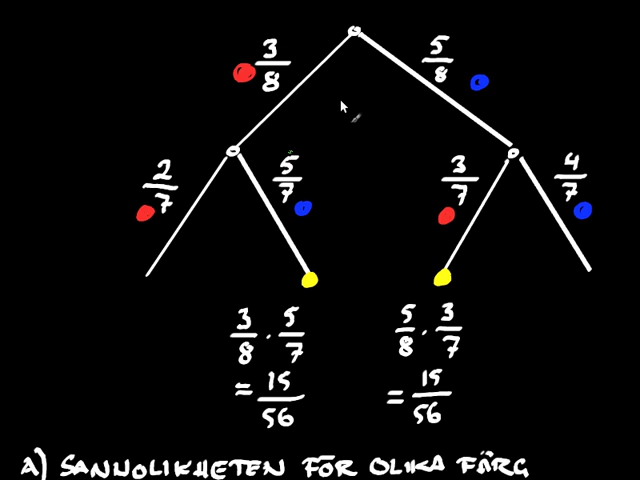 3/8 5/8
2/7 5/7 3/7 4/7
3/8 · 5/7 5/8 · 3/7
= 15/56 = 15/56
a) SANNOLIKHETEN FÖR OLIKA FÄRG